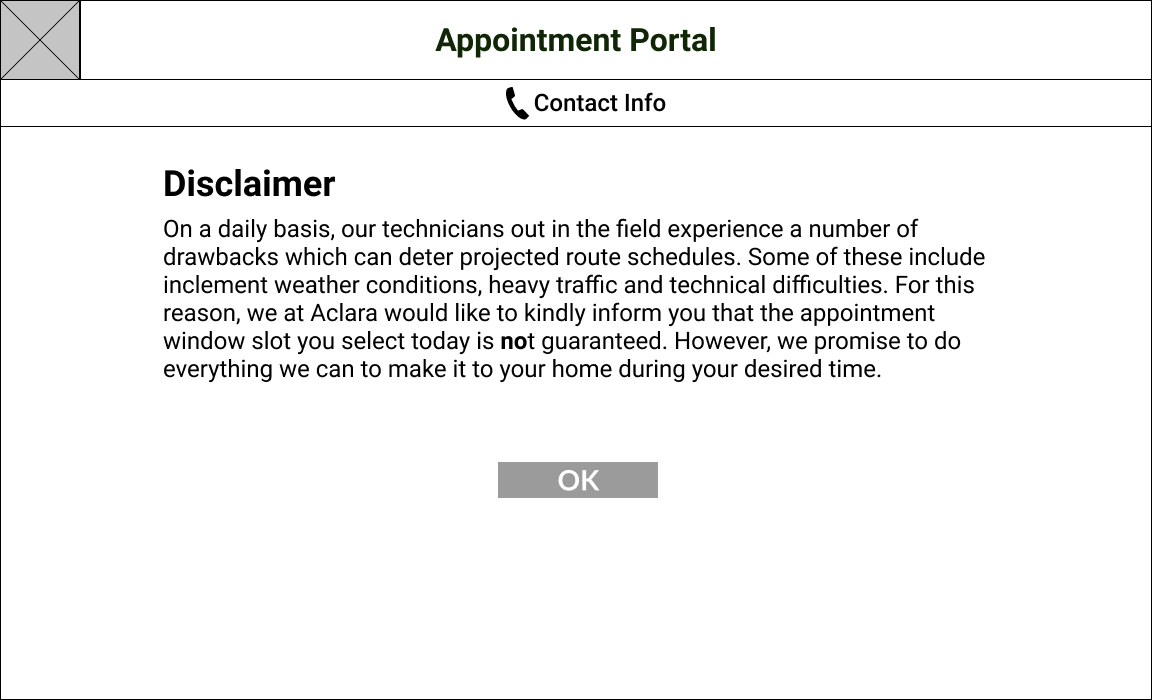 Appointment Portal
Contact Info
Disclaimer
On a daily basis, our technicians out in the field experience a number of
drawbacks which can deter projected route schedules. Some of these include
inclement weather conditions, heavy traffic and technical difficulties. For this
reason, we at Aclara would like to kindly inform you that the appointment
window slot you select today is not guaranteed. However, we promise to do
everything we can to make it to your home during your desired time.
OK